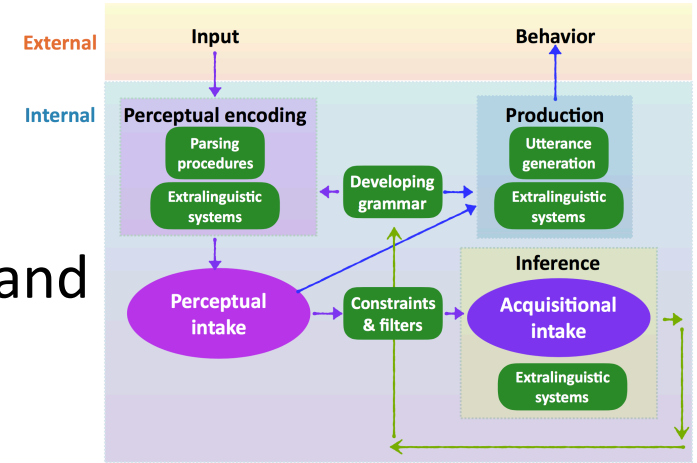 External
Input
Behavior
Internal
Perceptual encoding
Parsing
procedures
Extralinguistic
systems
Developing
grammar
Production
Utterance
generation
Extralinguistic
systems
and
Perceptual
intake
Constraints
& filters
Inference
Acquisitional
intake
Extralinguistic
systems